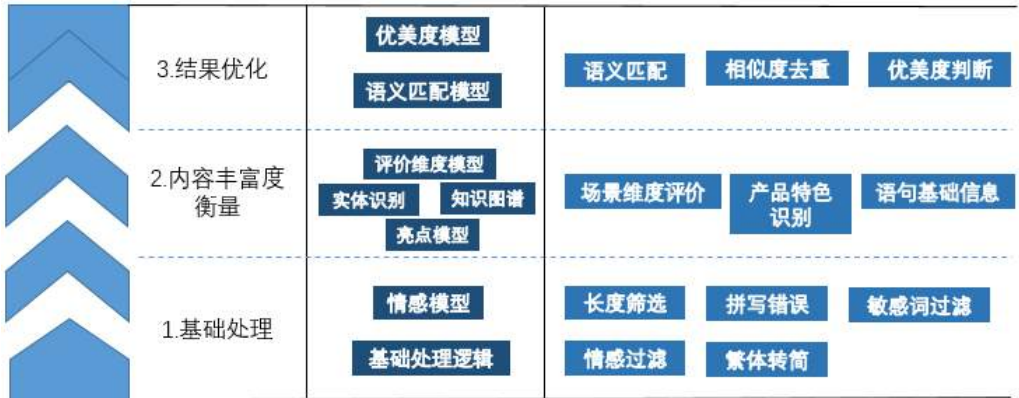 3.结果优化
优美度模型
语义匹配模型
语义匹配
相似度去重
优美度判断
2.内容丰富度
衡量
评价维度模型
实体识别
知识图谱
亮点模型
场景维度评价
产品特色
识别
语句基础信息
1.基础处理
情感模型
基础处理逻辑
长度筛选
拼写错误
敏感词过滤
情感过滤
繁体转简